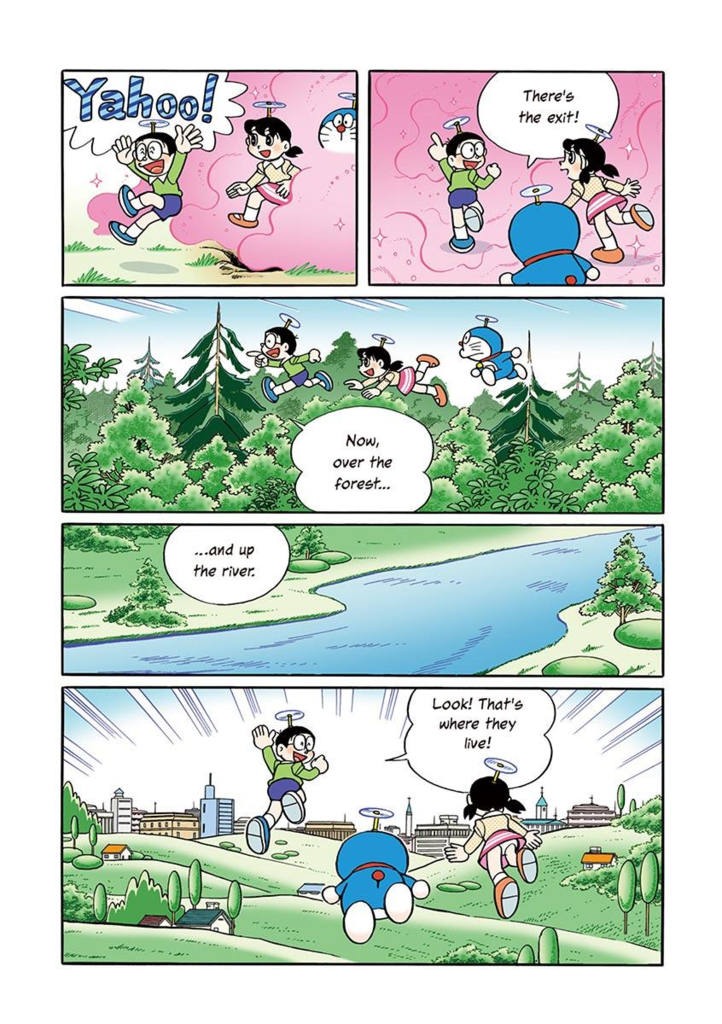 There's
the exit!
Yahoo!
Now,
over the
forest...
...and up
the river.
Look! That's
where they
live!